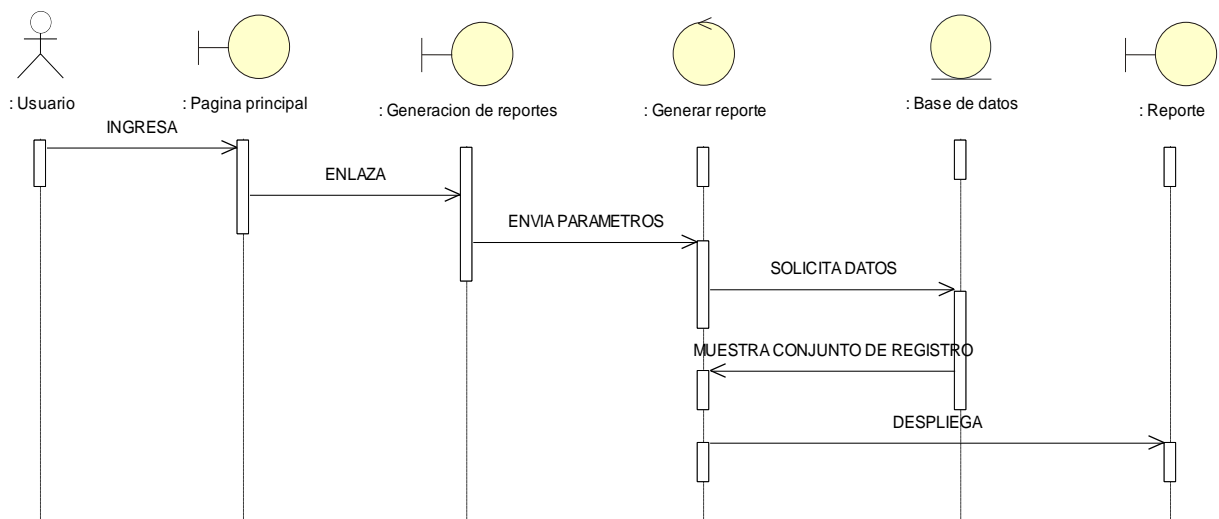 : Usuario
: Pagina principal
: Generacion de reportes
: Generar reporte
: Base de datos
: Reporte
INGRESA
ENLAZA
ENVIA PARAMETROS
SOLICITA DATOS
MUESTRA CONJUNTO DE REGISTRO
DESPLIEGA